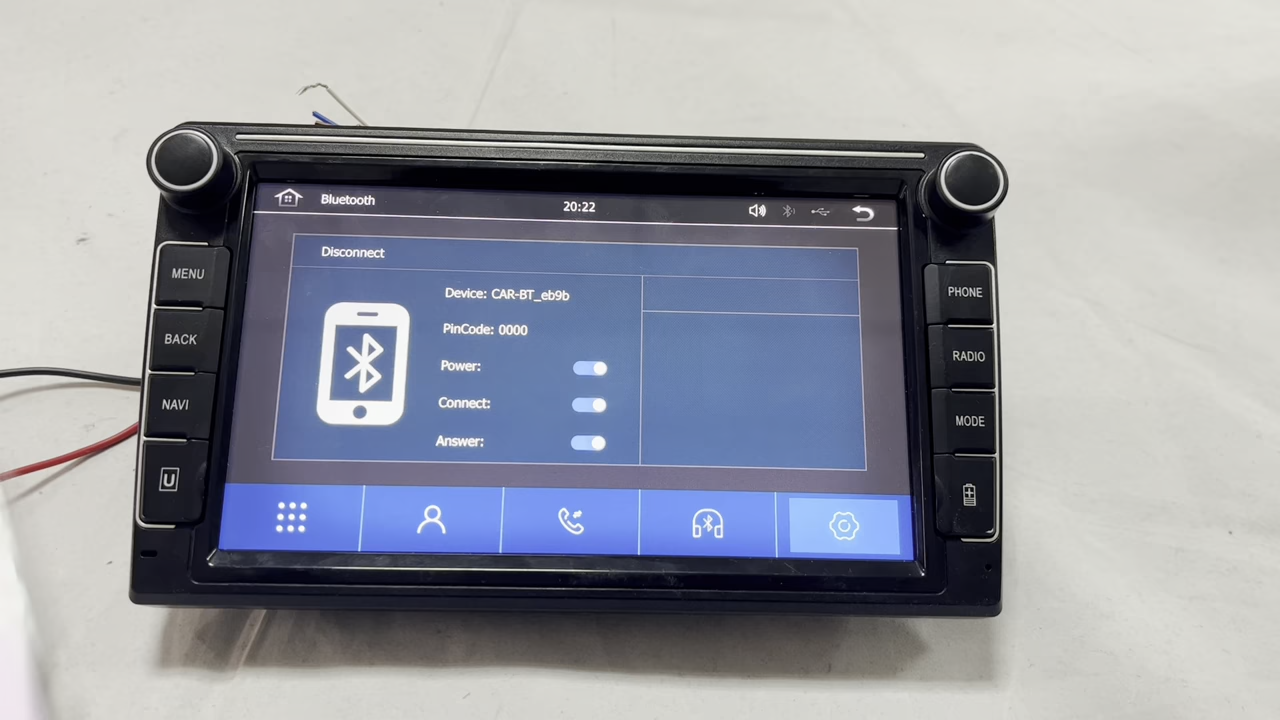 Bluetooth
20:22
Disconnect
Device: CAR-BT_eb9b
PinCode: 0000
Power:
Connect:
Answer:
MENU
BACK
NAVI
U
PHONE
RADIO
MODE